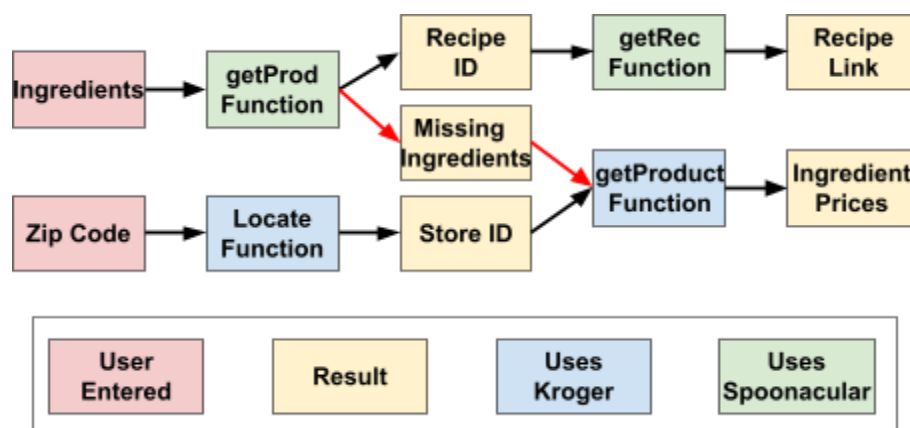 Ingredients
getProd
Function
Recipe
ID
getRec
Function
Recipe
Link
Missing
Ingredients
getProduct
Function
Ingredient
Prices
Zip Code
Locate
Function
Store ID
User
Entered
Result
Uses
Kroger
Uses
Spoonacular